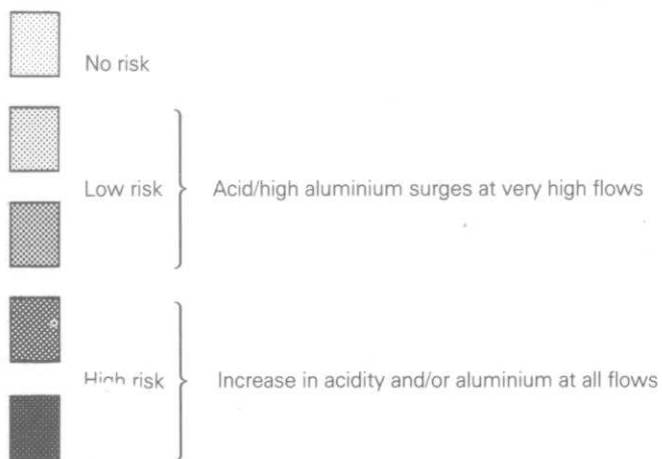 No risk
Low risk
Acid/high aluminium surges at very high flows
High risk
Increase in acidity and/or aluminium at all flows